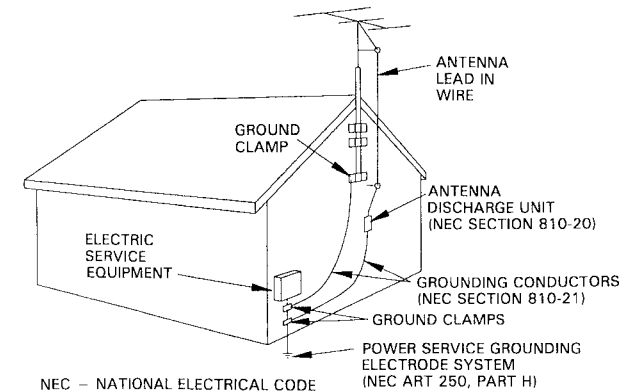 ANTENNA
LEAD IN
WIRE
GROUND
CLAMP
ANTENNA
DISCHARGE UNIT
(NEC SECTION 810-20)
ELECTRIC
SERVICE
EQUIPMENT
GROUNDING CONDUCTORS
(NEC SECTION 810-21)
GROUND CLAMPS
POWER SERVICE GROUNDING
ELECTRODE SYSTEM
(NEC ART 250, PART H)
NEC – NATIONAL ELECTRICAL CODE